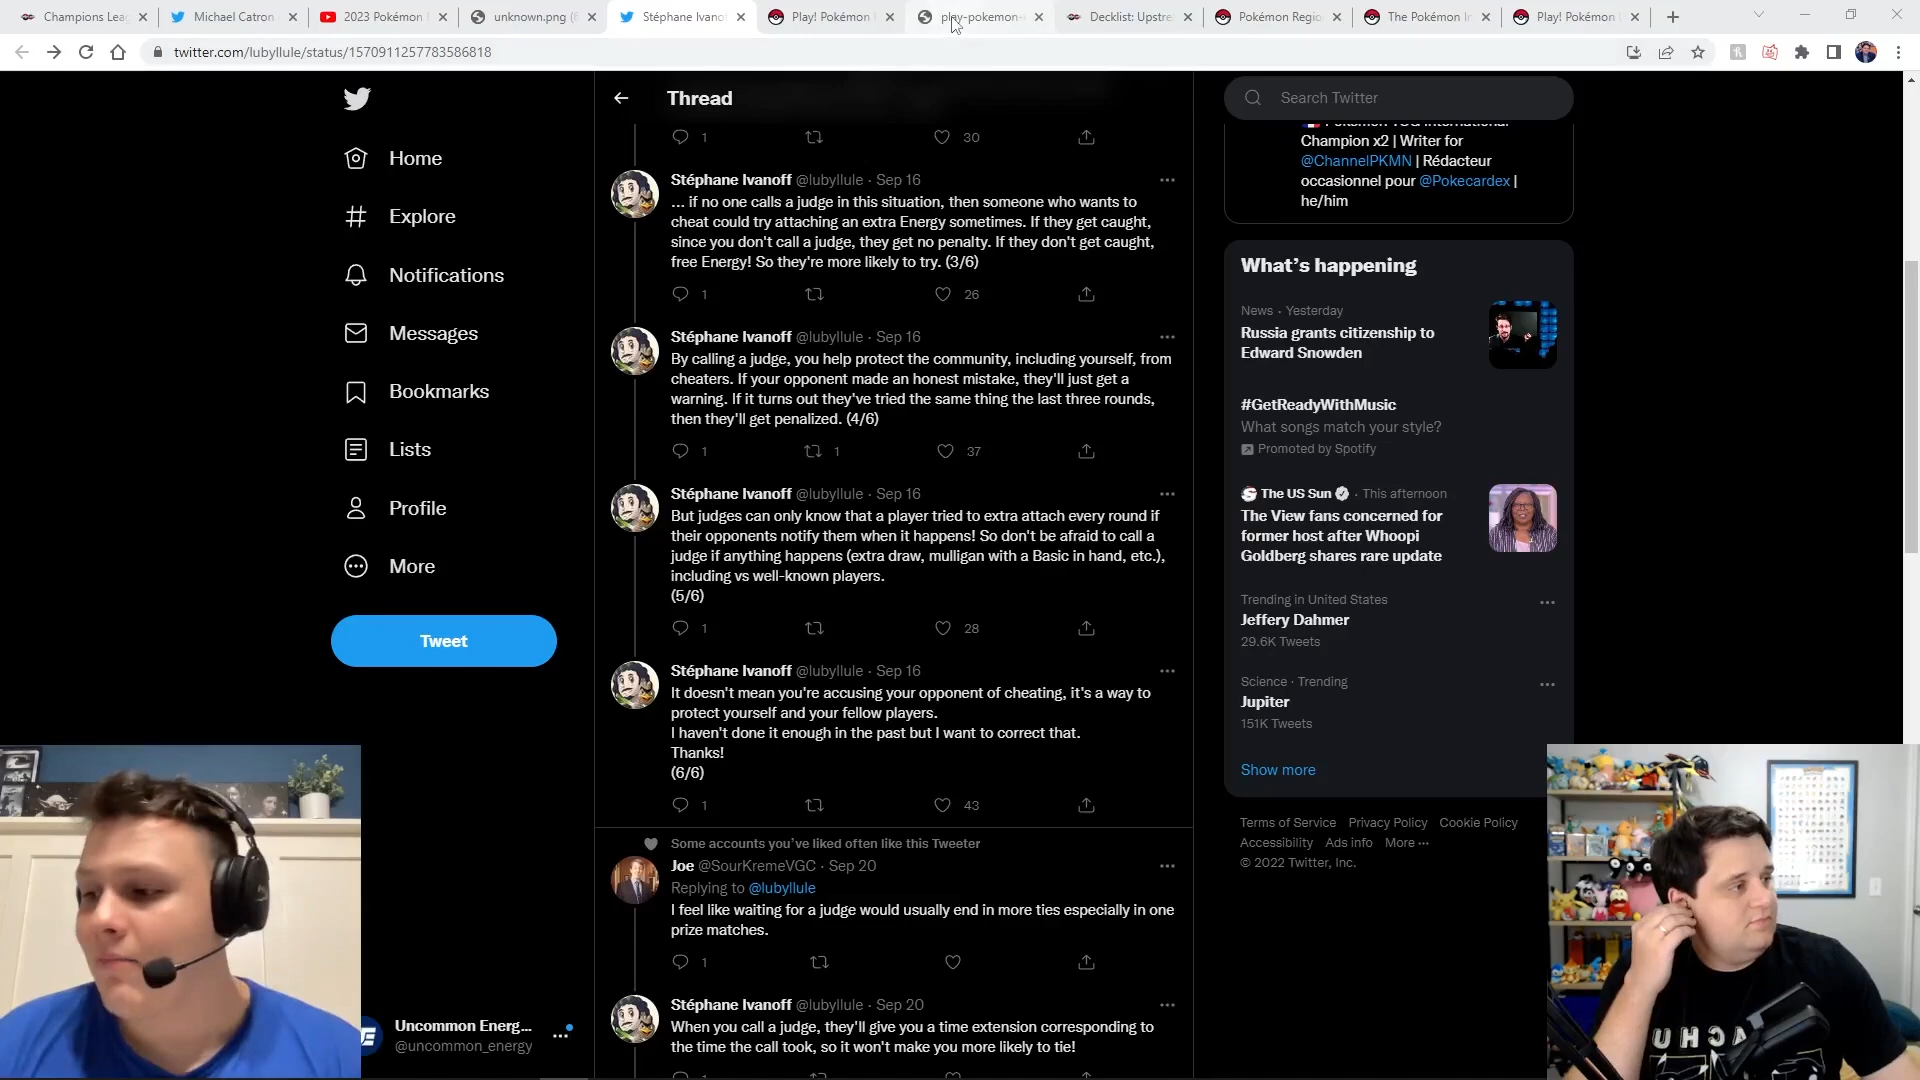 Champions Leag
Michael Catron
2023 Pokémon
unknown.png (6
Stéphane Ivano
Play! Pokémon
play-pokemon-
Decklist: Upstre
Pokémon Regio
The Pokémon In
Play! Pokémon
twitter.com/lubyllule/status/1570911257783586818
Home
Explore
Notifications
Messages
Bookmarks
Lists
Profile
More
Tweet
Uncommon Energ...
@uncommon_energy
Thread
1 30
Stéphane Ivanoff @lubyllule · Sep 16
... if no one calls a judge in this situation, then someone who wants to
cheat could try attaching an extra Energy sometimes. If they get caught,
since you don't call a judge, they get no penalty. If they don't get caught,
free Energy! So they're more likely to try. (3/6)
1 26
Stéphane Ivanoff @lubyllule · Sep 16
By calling a judge, you help protect the community, including yourself, from
cheaters. If your opponent made an honest mistake, they'll just get a
warning. If it turns out they've tried the same thing the last three rounds,
then they'll get penalized. (4/6)
1 1 37
Stéphane Ivanoff @lubyllule · Sep 16
But judges can only know that a player tried to extra attach every round if
their opponents notify them when it happens! So don't be afraid to call a
judge if anything happens (extra draw, mulligan with a Basic in hand, etc.),
including vs well-known players.
(5/6)
1 28
Stéphane Ivanoff @lubyllule · Sep 16
It doesn't mean you're accusing your opponent of cheating, it's a way to
protect yourself and your fellow players.
I haven't done it enough in the past but I want to correct that.
Thanks!
(6/6)
1 43
Some accounts you've liked often like this Tweeter
Joe @SourKremeVGC · Sep 20
Replying to @lubyllule
I feel like waiting for a judge would usually end in more ties especially in one
prize matches.
1
Stéphane Ivanoff @lubyllule · Sep 20
When you call a judge, they'll give you a time extension corresponding to
the time the call took, so it won't make you more likely to tie!
Search Twitter
Champion x2 | Writer for
@ChannelPKMN | Rédacteur
occasionnel pour @Pokecardex |
he/him
What's happening
News · Yesterday
Russia grants citizenship to
Edward Snowden
#GetReadyWithMusic
What songs match your style?
Promoted by Spotify
The US Sun · This afternoon
The View fans concerned for
former host after Whoopi
Goldberg shares rare update
Trending in United States
Jeffery Dahmer
29.6K Tweets
Science · Trending
Jupiter
151K Tweets
Show more
Terms of Service Privacy Policy Cookie Policy
Accessibility Ads info More ···
© 2022 Twitter, Inc.